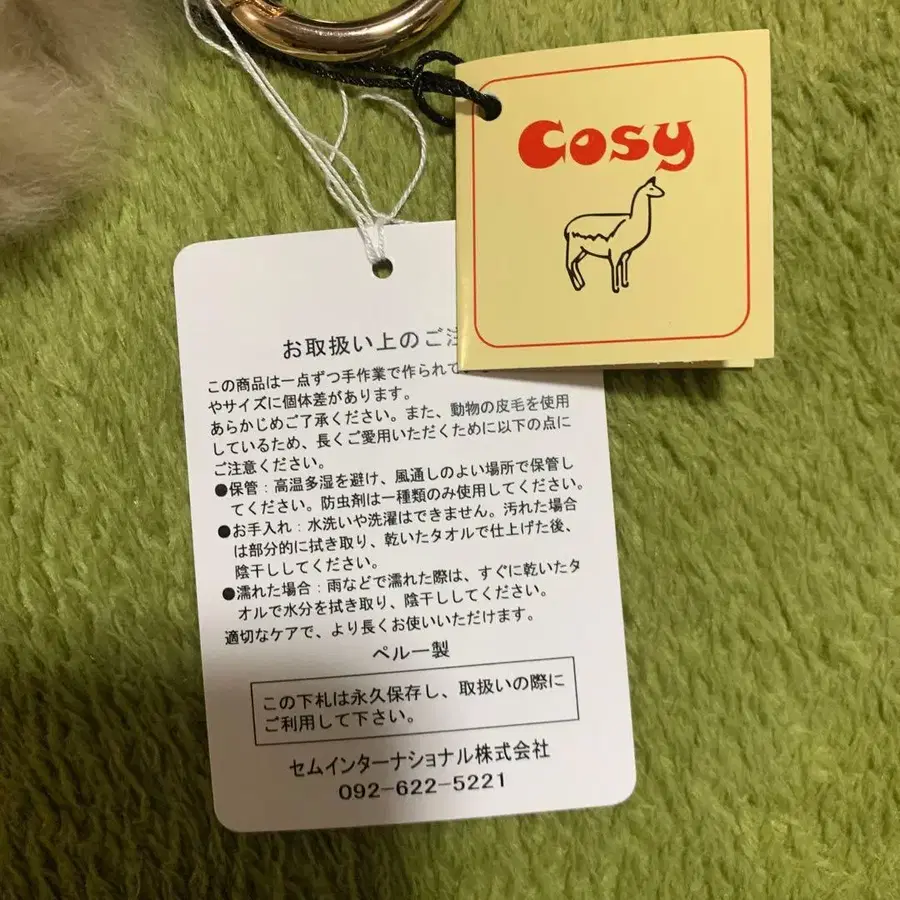 Cosy
お取扱い上のご注
この商品は一点ずつ手作業で作られて
やサイズに個体差があります。
あらかじめご了承ください。また、動物の皮毛を使用
しているため、長くご愛用いただくために以下の点に
ご注意ください。
●保管：高温多湿を避け、風通しのよい場所で保管し
てください。防虫剤は一種類のみ使用してください。
●お手入れ：水洗いや洗濯はできません。汚れた場合
は部分的に拭き取り、乾いたタオルで仕上げた後、
陰干ししてください。
●濡れた場合：雨などで濡れた際は、すぐに乾いたタ
オルで水分を拭き取り、陰干ししてください。
適切なケアで、より長くお使いいただけます。
ペルー製
この下札は永久保存し、取扱いの際に
ご利用して下さい。
セムインターナショナル株式会社
092-622-5221